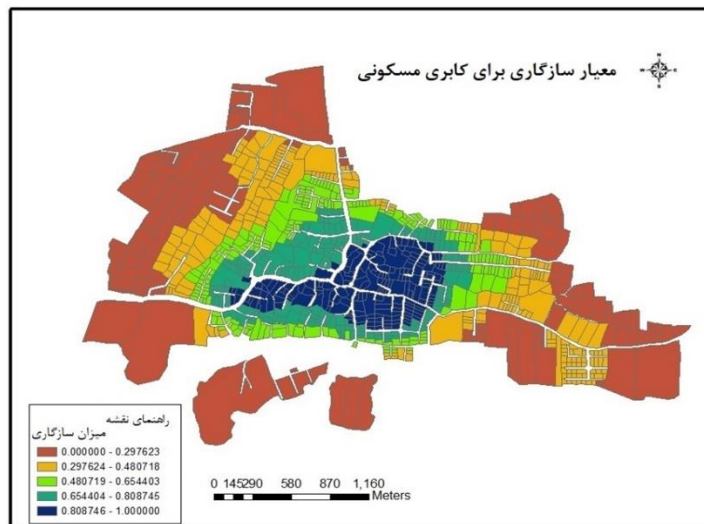 معیار سازگاری برای کابری مسکونی
راهنمای نقشه
میزان سازگاری
0.000000 - 0.297623
0.297624 - 0.480718
0.480719 - 0.654403
0.654404 - 0.808745
0.808746 - 1.000000
0 145290 580 870 1,160
Meters